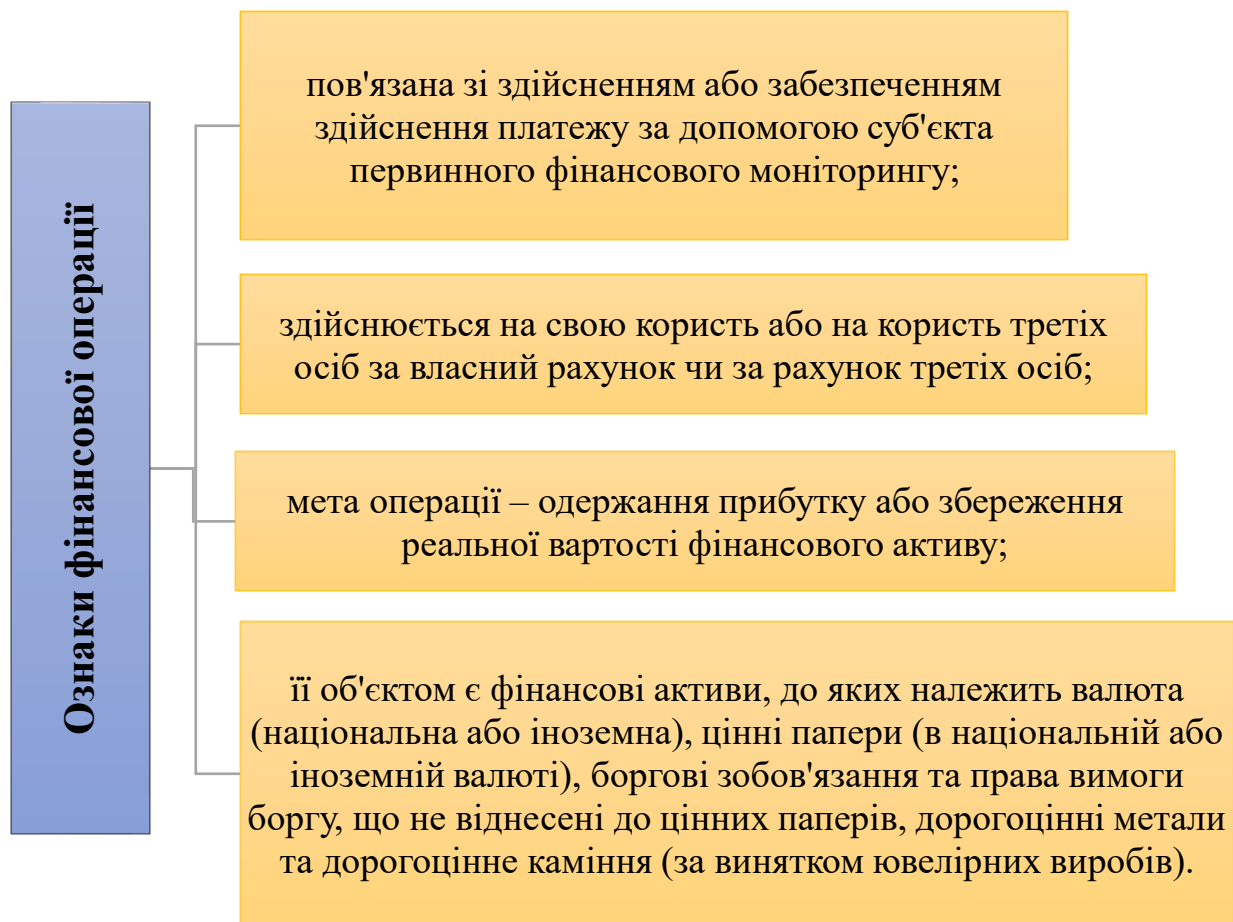 Ознаки фінансової операції
пов'язана зі здійсненням або забезпеченням
здійснення платежу за допомогою суб'єкта
первинного фінансового моніторингу;
здійснюється на свою користь або на користь третіх
осіб за власний рахунок чи за рахунок третіх осіб;
мета операції – одержання прибутку або збереження
реальної вартості фінансового активу;
її об'єктом є фінансові активи, до яких належить валюта
(національна або іноземна), цінні папери (в національній або
іноземній валюті), боргові зобов'язання та права вимоги
боргу, що не віднесені до цінних паперів, дорогоцінні метали
та дорогоцінне каміння (за винятком ювелірних виробів).